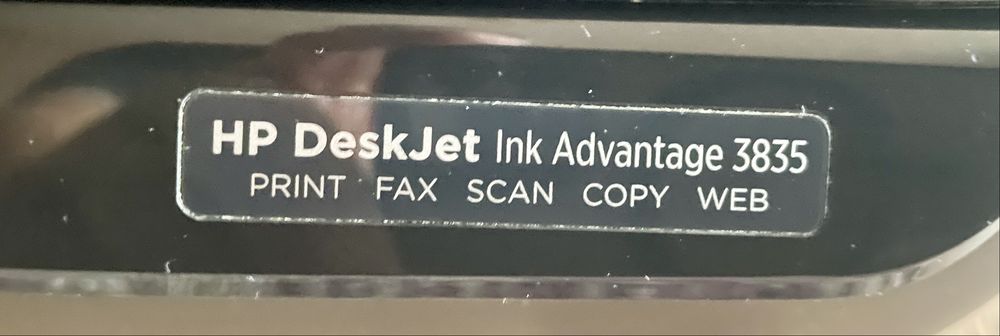 HP DeskJet Ink Advantage 3835
PRINT FAX SCAN COPY WEB